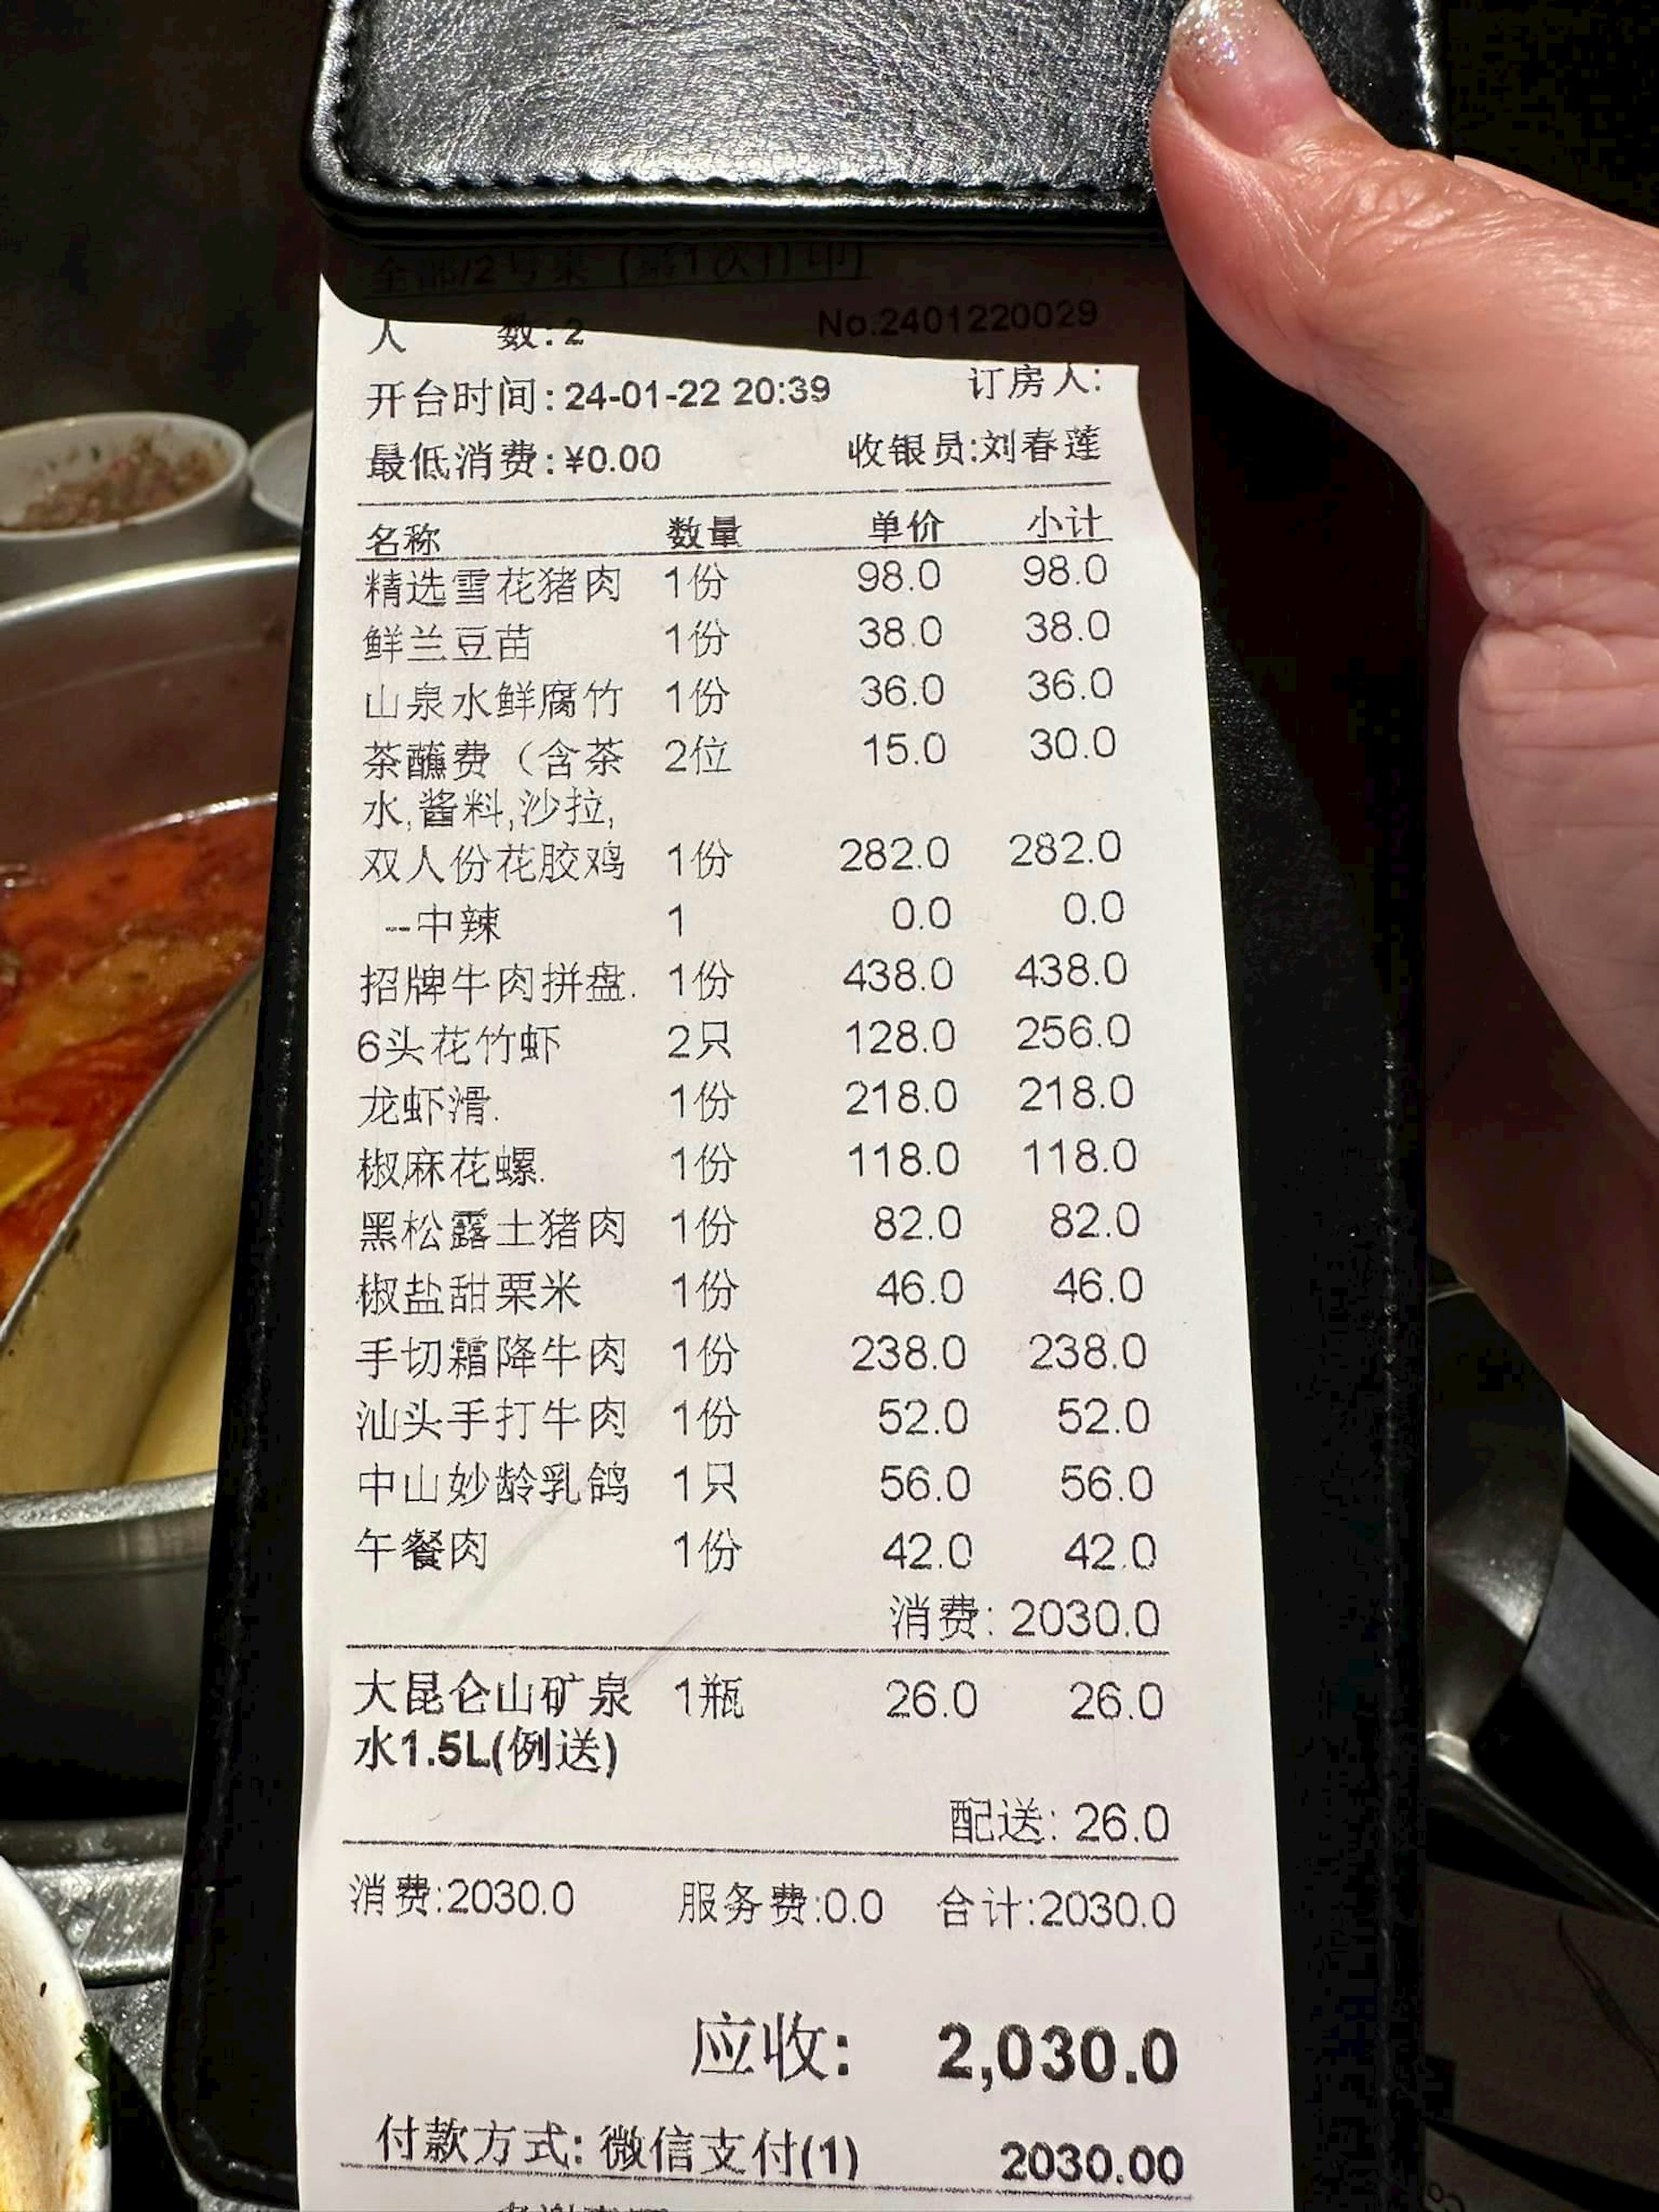 全部/2号桌 (第1次打印)
人 数:2 No.2401220029
开台时间:24-01-22 20:39 订房人:
最低消费:¥0.00 收银员:刘春莲
名称 数量 单价 小计
精选雪花猪肉 1份 98.0 98.0
鲜兰豆苗 1份 38.0 38.0
山泉水鲜腐竹 1份 36.0 36.0
茶蘸费（含茶 2位 15.0 30.0
水,酱料,沙拉,
双人份花胶鸡 1份 282.0 282.0
--中辣 1 0.0 0.0
招牌牛肉拼盘. 1份 438.0 438.0
6头花竹虾 2只 128.0 256.0
龙虾滑. 1份 218.0 218.0
椒麻花螺. 1份 118.0 118.0
黑松露土猪肉 1份 82.0 82.0
椒盐甜粟米 1份 46.0 46.0
手切霜降牛肉 1份 238.0 238.0
汕头手打牛肉 1份 52.0 52.0
中山妙龄乳鸽 1只 56.0 56.0
午餐肉 1份 42.0 42.0
消费: 2030.0
大昆仑山矿泉 1瓶 26.0 26.0
水1.5L(例送)
配送: 26.0
消费:2030.0 服务费:0.0 合计:2030.0
应收: 2,030.0
付款方式: 微信支付(1) 2030.00